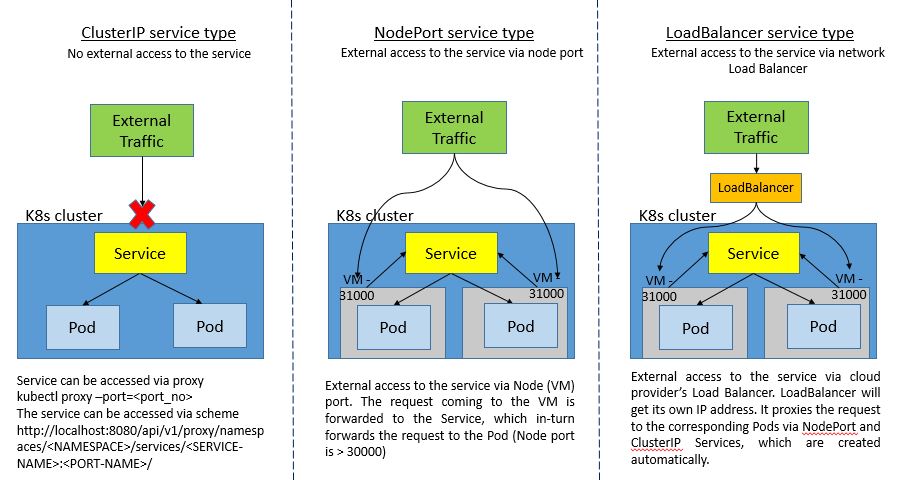 ClusterIP service type
No external access to the service
External
Traffic
K8s cluster
Service
Pod
Pod
Service can be accessed via proxy
kubectl proxy –port=<port_no>
The service can be accessed via scheme
http://localhost:8080/api/v1/proxy/namesp
aces/<NAMESPACE>/services/<SERVICE-
NAME>:<PORT-NAME>/
NodePort service type
External access to the service via node port
External
Traffic
K8s cluster
Service
VM -
31000
VM -
31000
Pod
Pod
External access to the service via Node (VM)
port. The request coming to the VM is
forwarded to the Service, which in-turn
forwards the request to the Pod (Node port
is > 30000)
LoadBalancer service type
External access to the service via network
Load Balancer
External
Traffic
LoadBalancer
K8s cluster
Service
VM -
31000
VM -
31000
Pod
Pod
External access to the service via cloud
provider's Load Balancer. LoadBalancer will
get its own IP address. It proxies the request
to the corresponding Pods via NodePort and
ClusterIP Services, which are created
automatically.